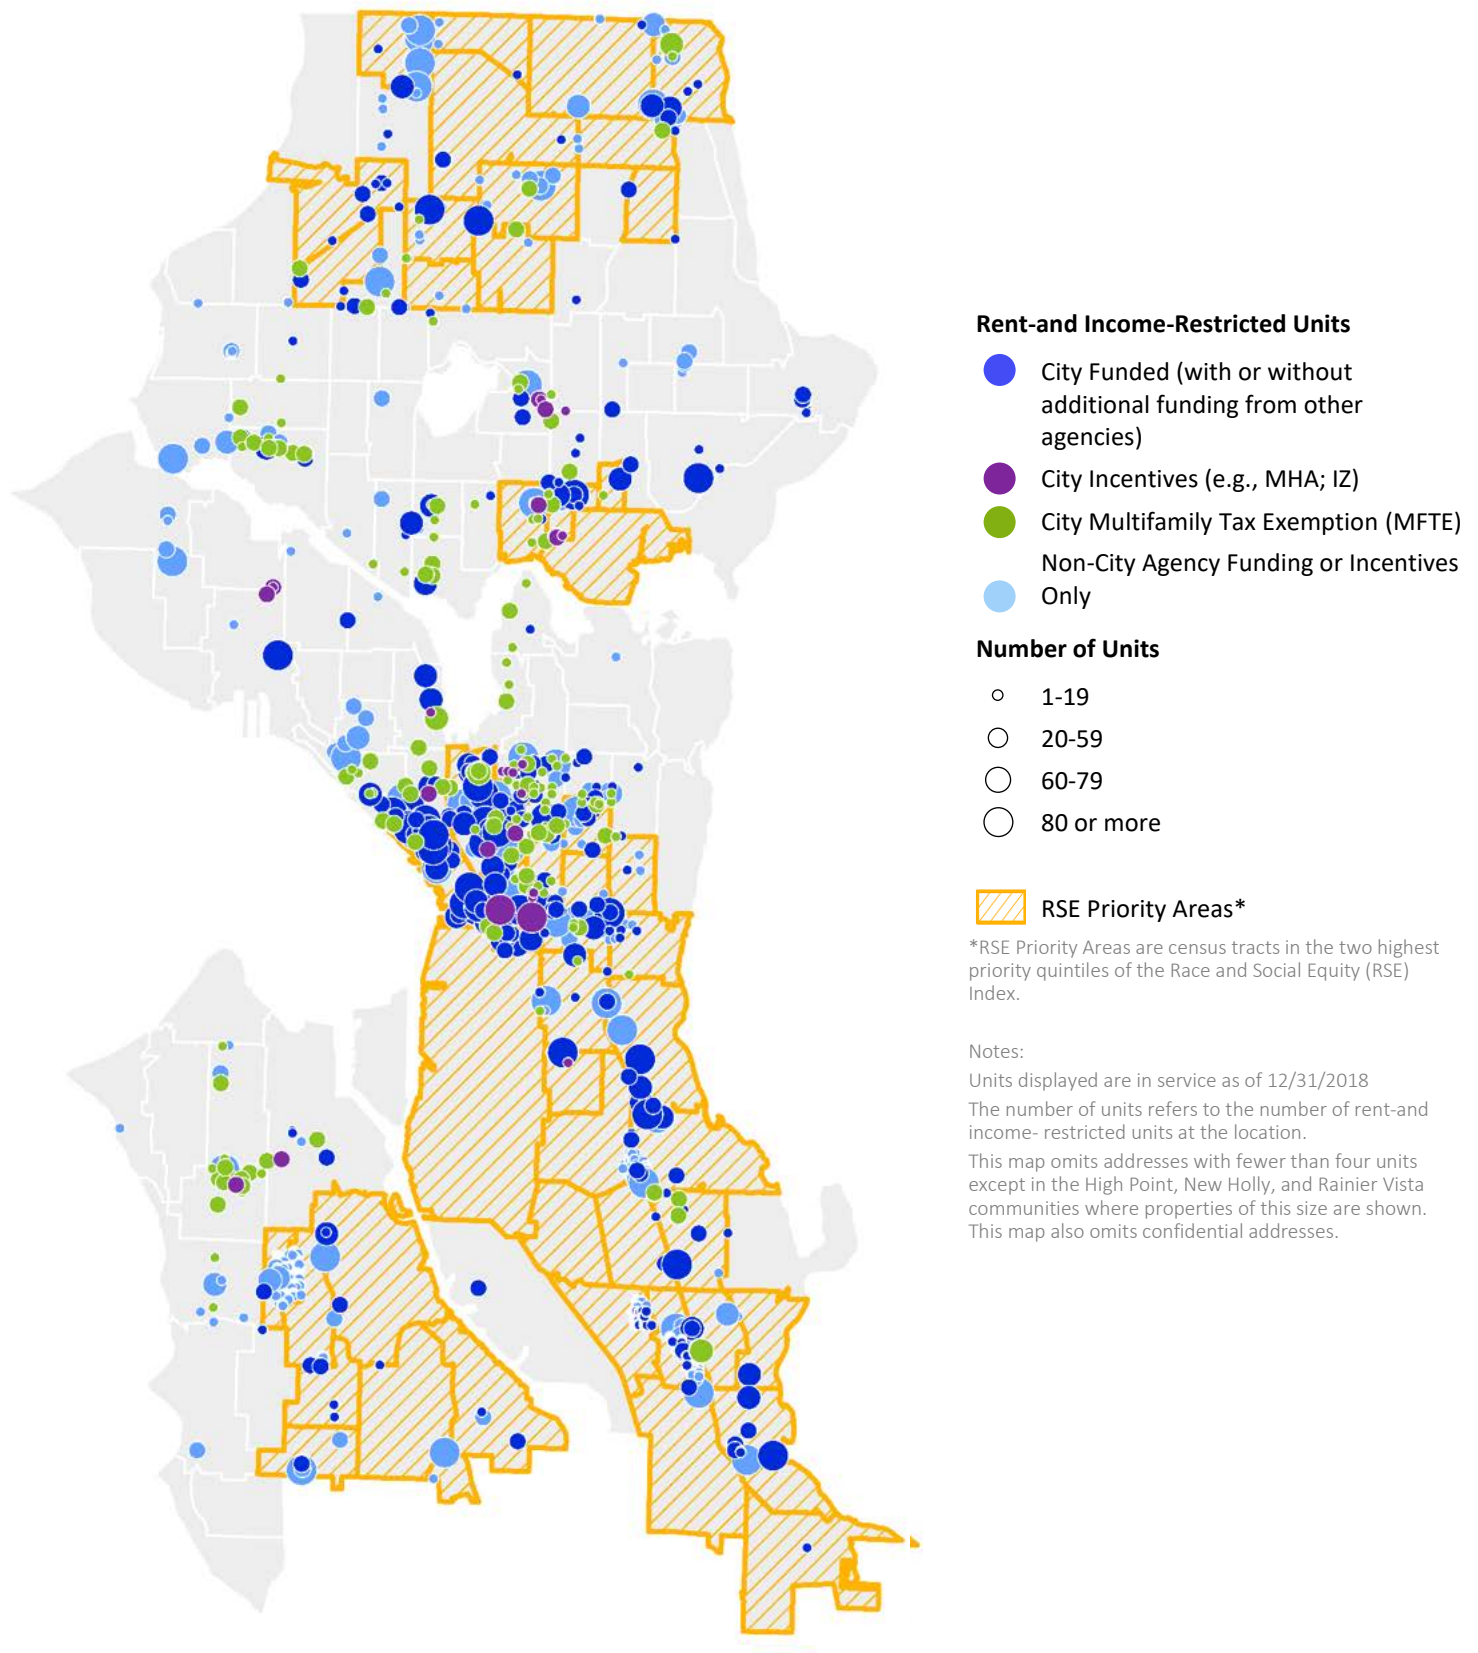 Rent-and Income-Restricted Units
City Funded (with or without
additional funding from other
agencies)
City Incentives (e.g., MHA; IZ)
City Multifamily Tax Exemption (MFTE)
Non-City Agency Funding or Incentives
Only
Number of Units
1-19
20-59
60-79
80 or more
RSE Priority Areas*
*RSE Priority Areas are census tracts in the two highest
priority quintiles of the Race and Social Equity (RSE)
Index.
Notes:
Units displayed are in service as of 12/31/2018
The number of units refers to the number of rent-and
income- restricted units at the location.
This map omits addresses with fewer than four units
except in the High Point, New Holly, and Rainier Vista
communities where properties of this size are shown.
This map also omits confidential addresses.